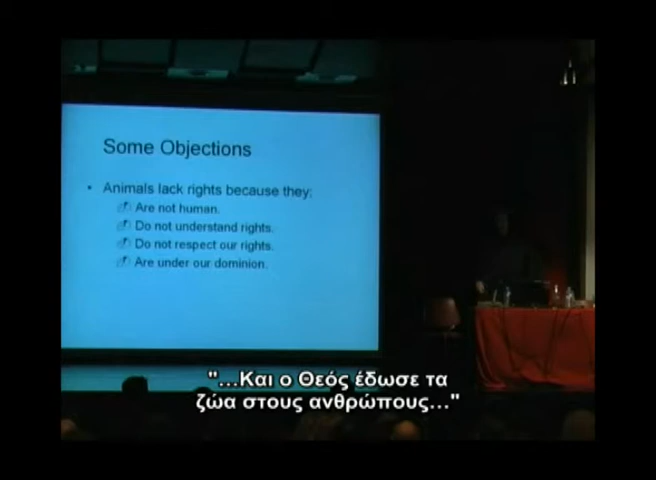 Some Objections
• Animals lack rights because they:
Are not human.
Do not understand rights.
Do not respect our rights.
Are under our dominion.
"...Και ο Θεός έδωσε τα
ζώα στους ανθρώπους..."